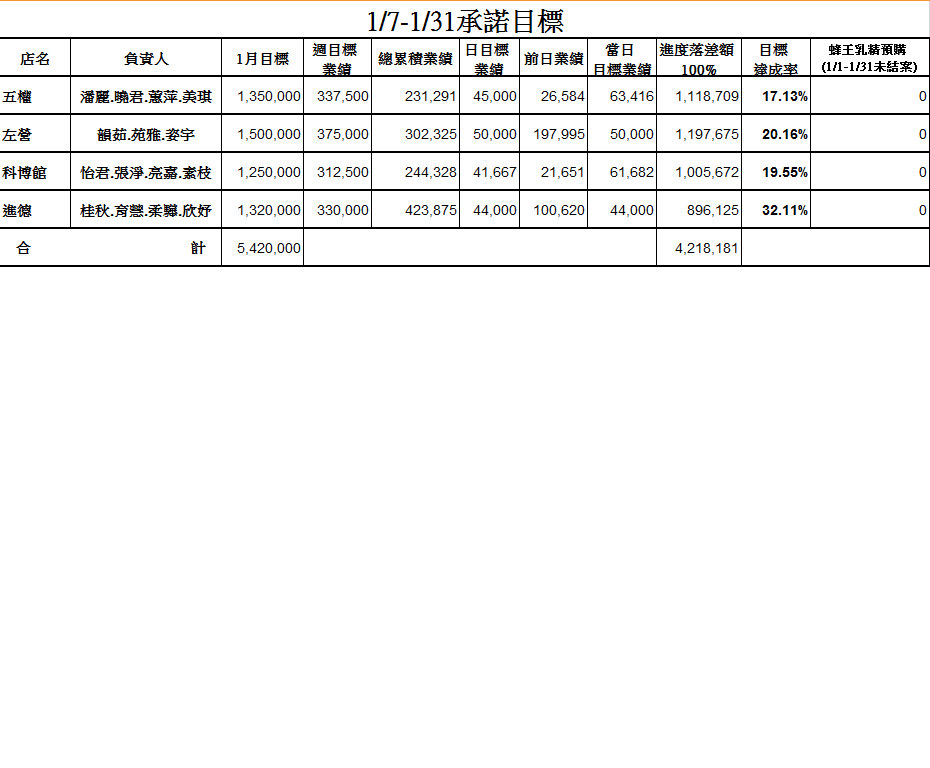 1/7-1/31承諾目標
店名 負責人 1月目標 週目標業績 總累積業績 日目標業績 前日業績 當日目標業績 進度落差額100% 目標達成率 蜂王乳精預購(1/1-1/31未結案)
五權 潘麗.曉君.蕙萍.美琪 1,350,000 337,500 231,291 45,000 26,584 63,416 1,118,709 17.13% 0
左營 韻茹.苑雅.姿宇 1,500,000 375,000 302,325 50,000 197,995 50,000 1,197,675 20.16% 0
科博館 怡君.張淨.亮嘉.素枝 1,250,000 312,500 244,328 41,667 21,651 61,682 1,005,672 19.55% 0
進德 桂秋.育慧.柔驊.欣妤 1,320,000 330,000 423,875 44,000 100,620 44,000 896,125 32.11% 0
合 計 5,420,000 4,218,181